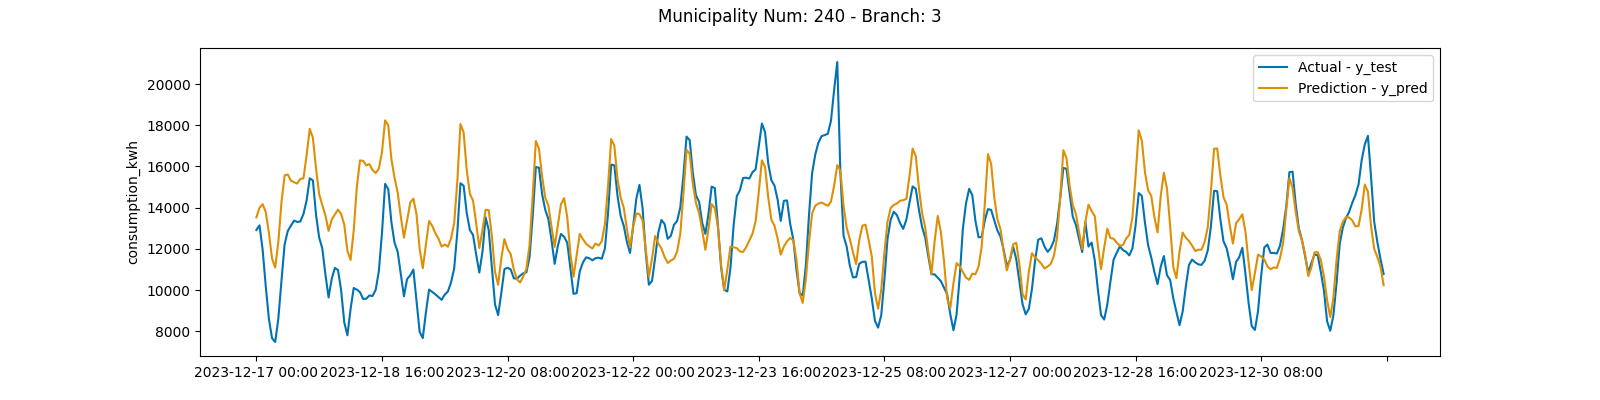 Municipality Num: 240 - Branch: 3
Actual - y_test
Prediction - y_pred
consumption_kwh
20000
18000
16000
14000
12000
10000
8000
2023-12-17 00:00 2023-12-18 16:00 2023-12-20 08:00 2023-12-22 00:00 2023-12-23 16:00 2023-12-25 08:00 2023-12-27 00:00 2023-12-28 16:00 2023-12-30 08:00